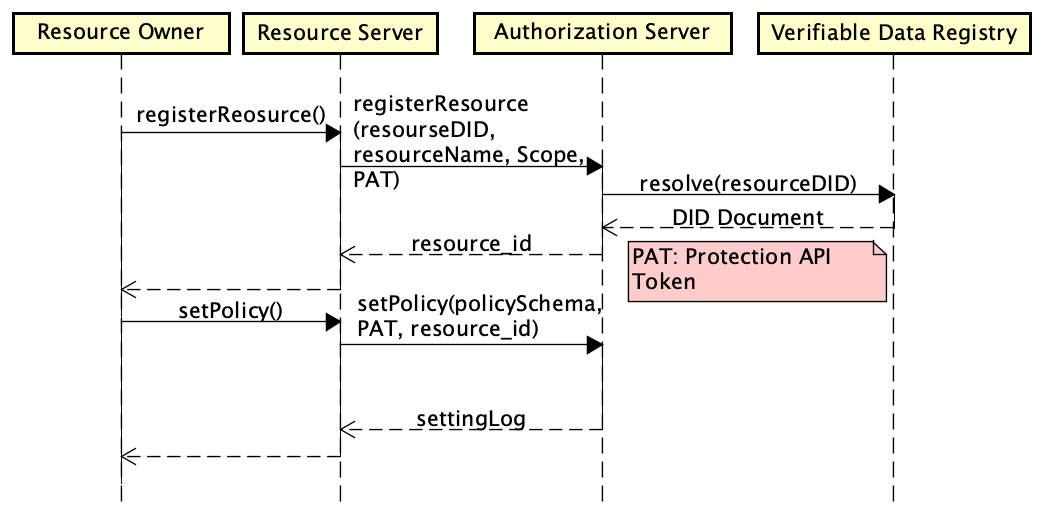 Resource Owner
Resource Server
Authorization Server
Verifiable Data Registry
registerReosurce()
registerResource
(resourseDID,
resourceName, Scope,
PAT)
resolve(resourceDID)
DID Document
resource_id
PAT: Protection API
Token
setPolicy()
setPolicy(policySchema,
PAT, resource_id)
settingLog